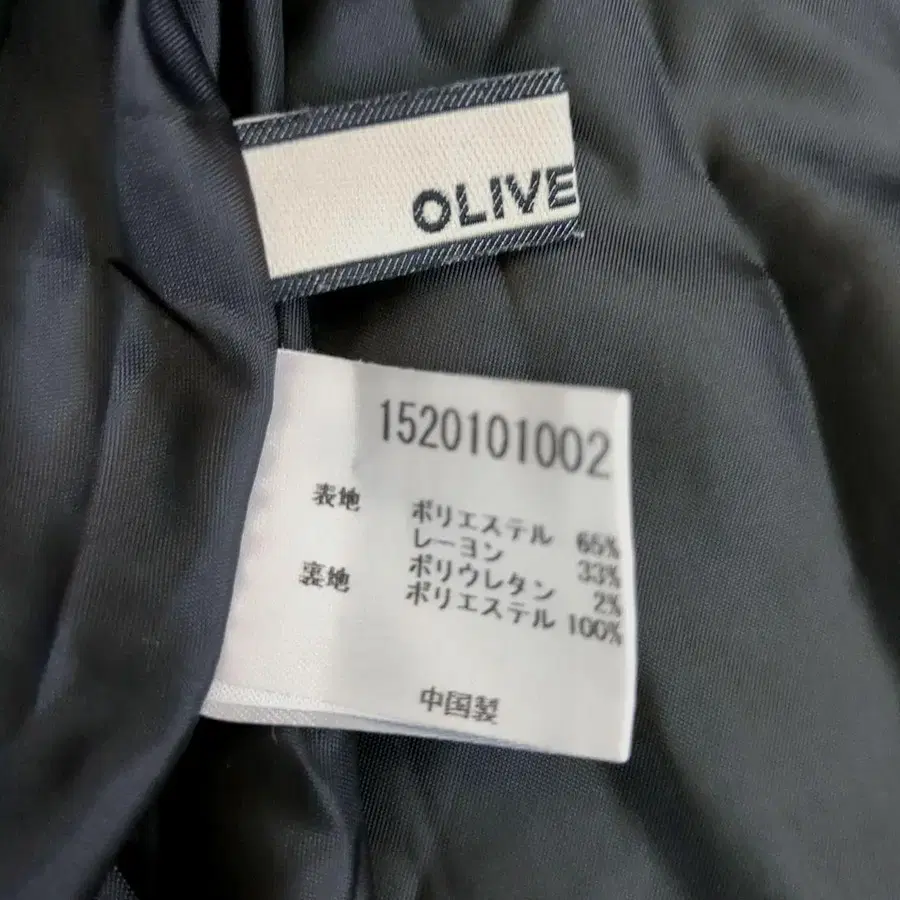 OLIVE
1520101002
表地 ポリエステル 65%
レーヨン 33%
ポリウレタン 2%
裏地 ポリエステル 100%
中国製